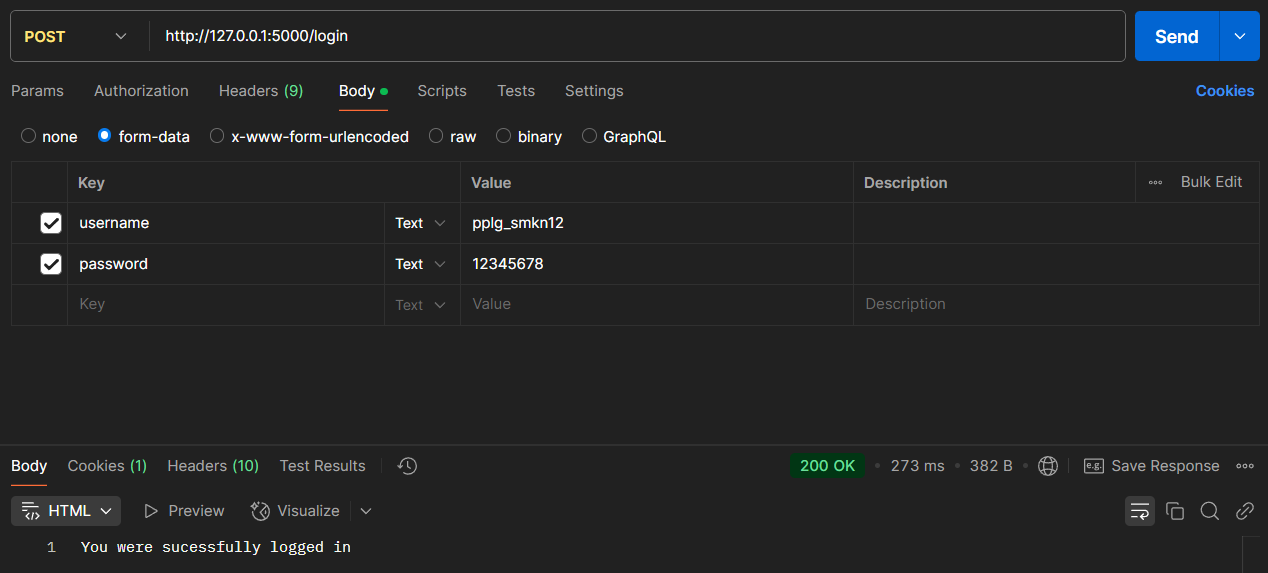 POST http://127.0.0.1:5000/login Send
Params Authorization Headers (9) Body Scripts Tests Settings Cookies
none form-data x-www-form-urlencoded raw binary GraphQL
Key Value Description Bulk Edit
username Text pplg_smkn12
password Text 12345678
Key Text Value Description
Body Cookies (1) Headers (10) Test Results 200 OK 273 ms 382 B e.g. Save Response
HTML Preview Visualize
1 You were sucessfully logged in